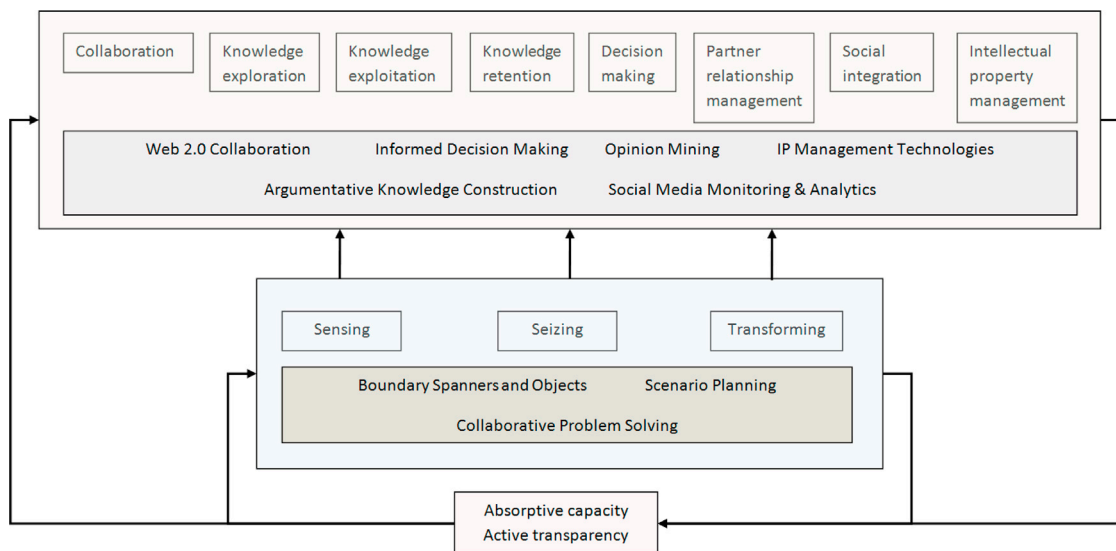 Collaboration
Knowledge
exploration
Knowledge
exploitation
Knowledge
retention
Decision
making
Partner
relationship
management
Social
integration
Intellectual
property
management
Web 2.0 Collaboration
Informed Decision Making
Opinion Mining
IP Management Technologies
Argumentative Knowledge Construction
Social Media Monitoring & Analytics
Sensing
Seizing
Transforming
Boundary Spanners and Objects
Scenario Planning
Collaborative Problem Solving
Absorptive capacity
Active transparency